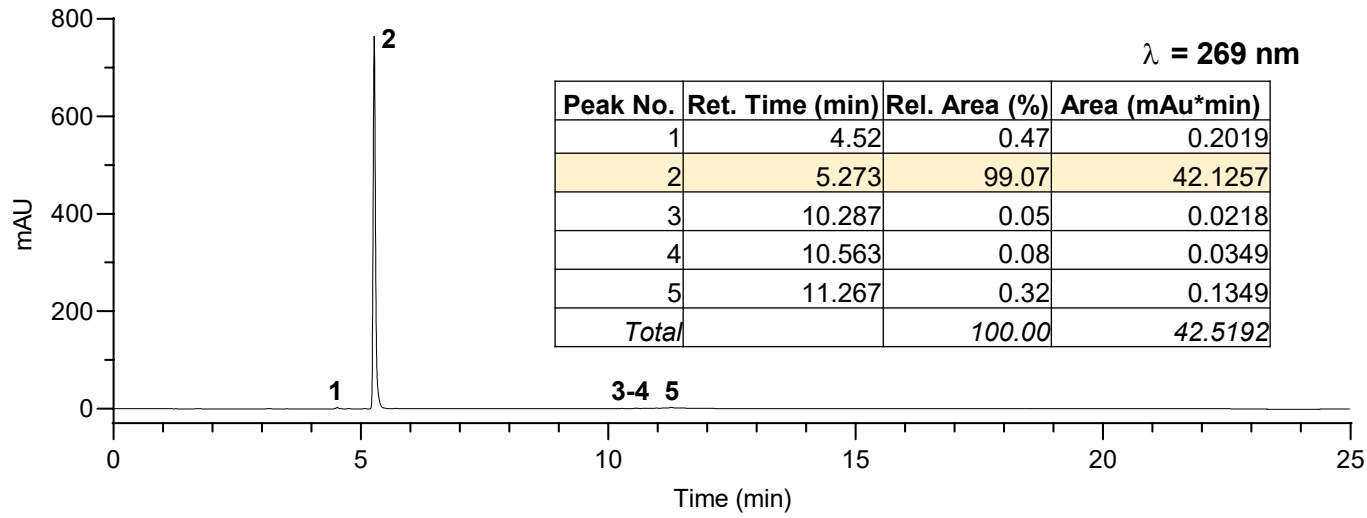 800
600
400
200
0
mAU
2
1
3-4
5
λ = 269 nm
Peak No. Ret. Time (min) Rel. Area (%) Area (mAu*min)
1 4.52 0.47 0.2019
2 5.273 99.07 42.1257
3 10.287 0.05 0.0218
4 10.563 0.08 0.0349
5 11.267 0.32 0.1349
Total 100.00 42.5192
0 5 10 15 20 25
Time (min)